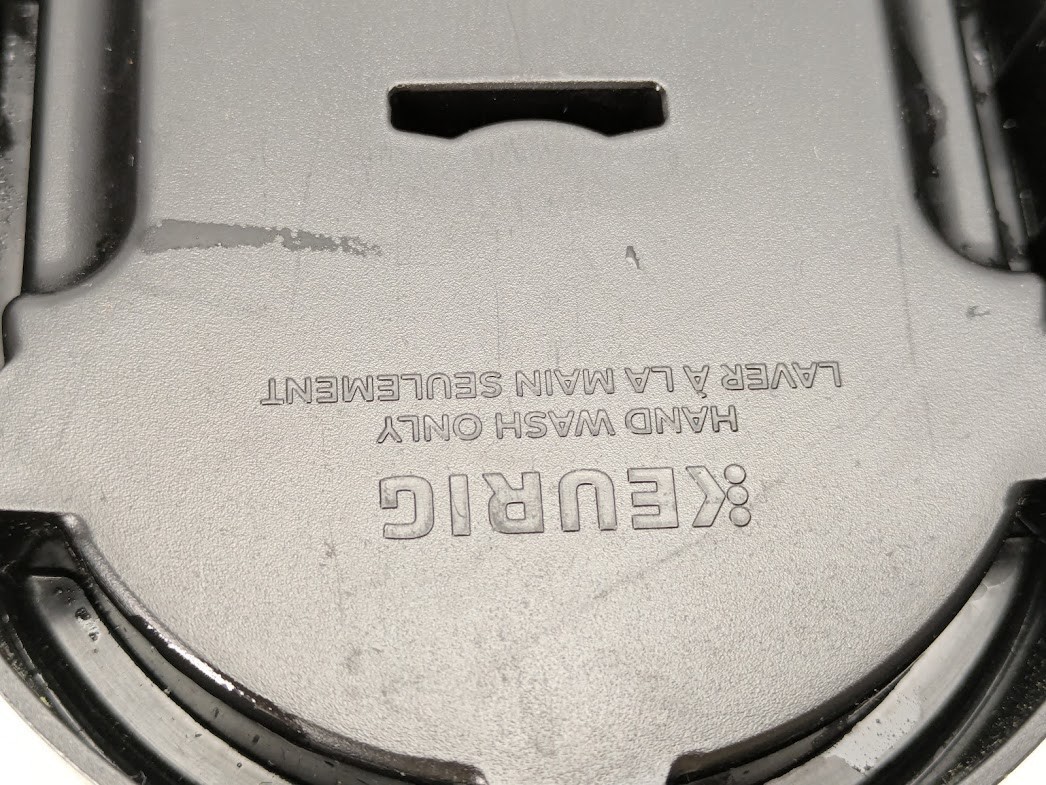 KEURIG
HAND WASH ONLY
LAVER À LA MAIN SEULEMENT